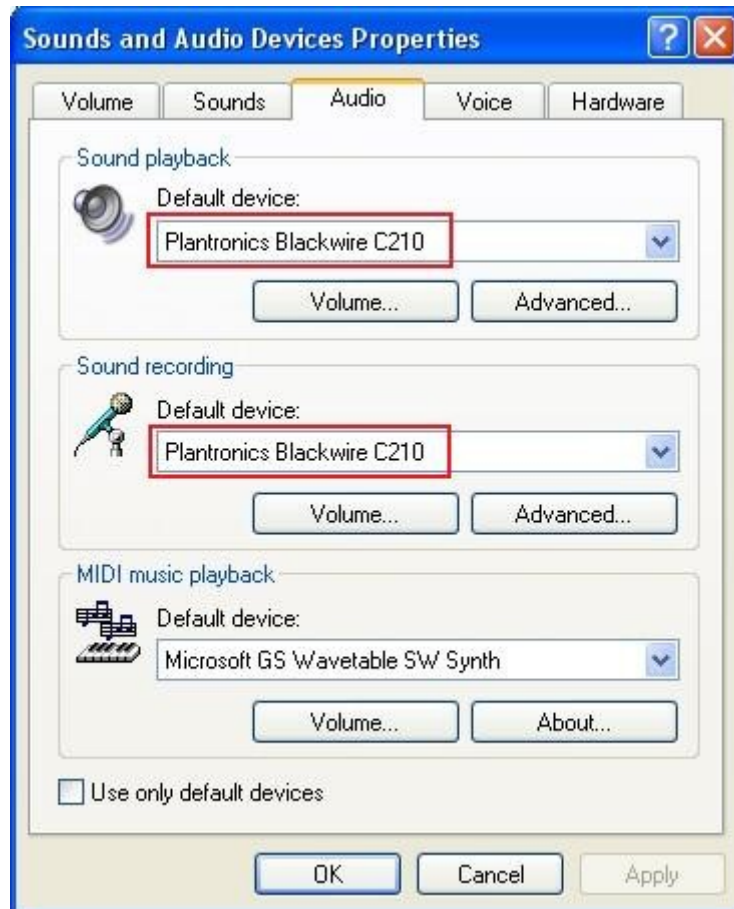 Sounds and Audio Devices Properties
Volume
Sounds
Audio
Voice
Hardware
Sound playback
Default device:
Plantronics Blackwire C210
Volume...
Advanced...
Sound recording
Default device:
Plantronics Blackwire C210
Volume...
Advanced...
MIDI music playback
Default device:
Microsoft GS Wavetable SW Synth
Volume...
About...
Use only default devices
OK
Cancel
Apply